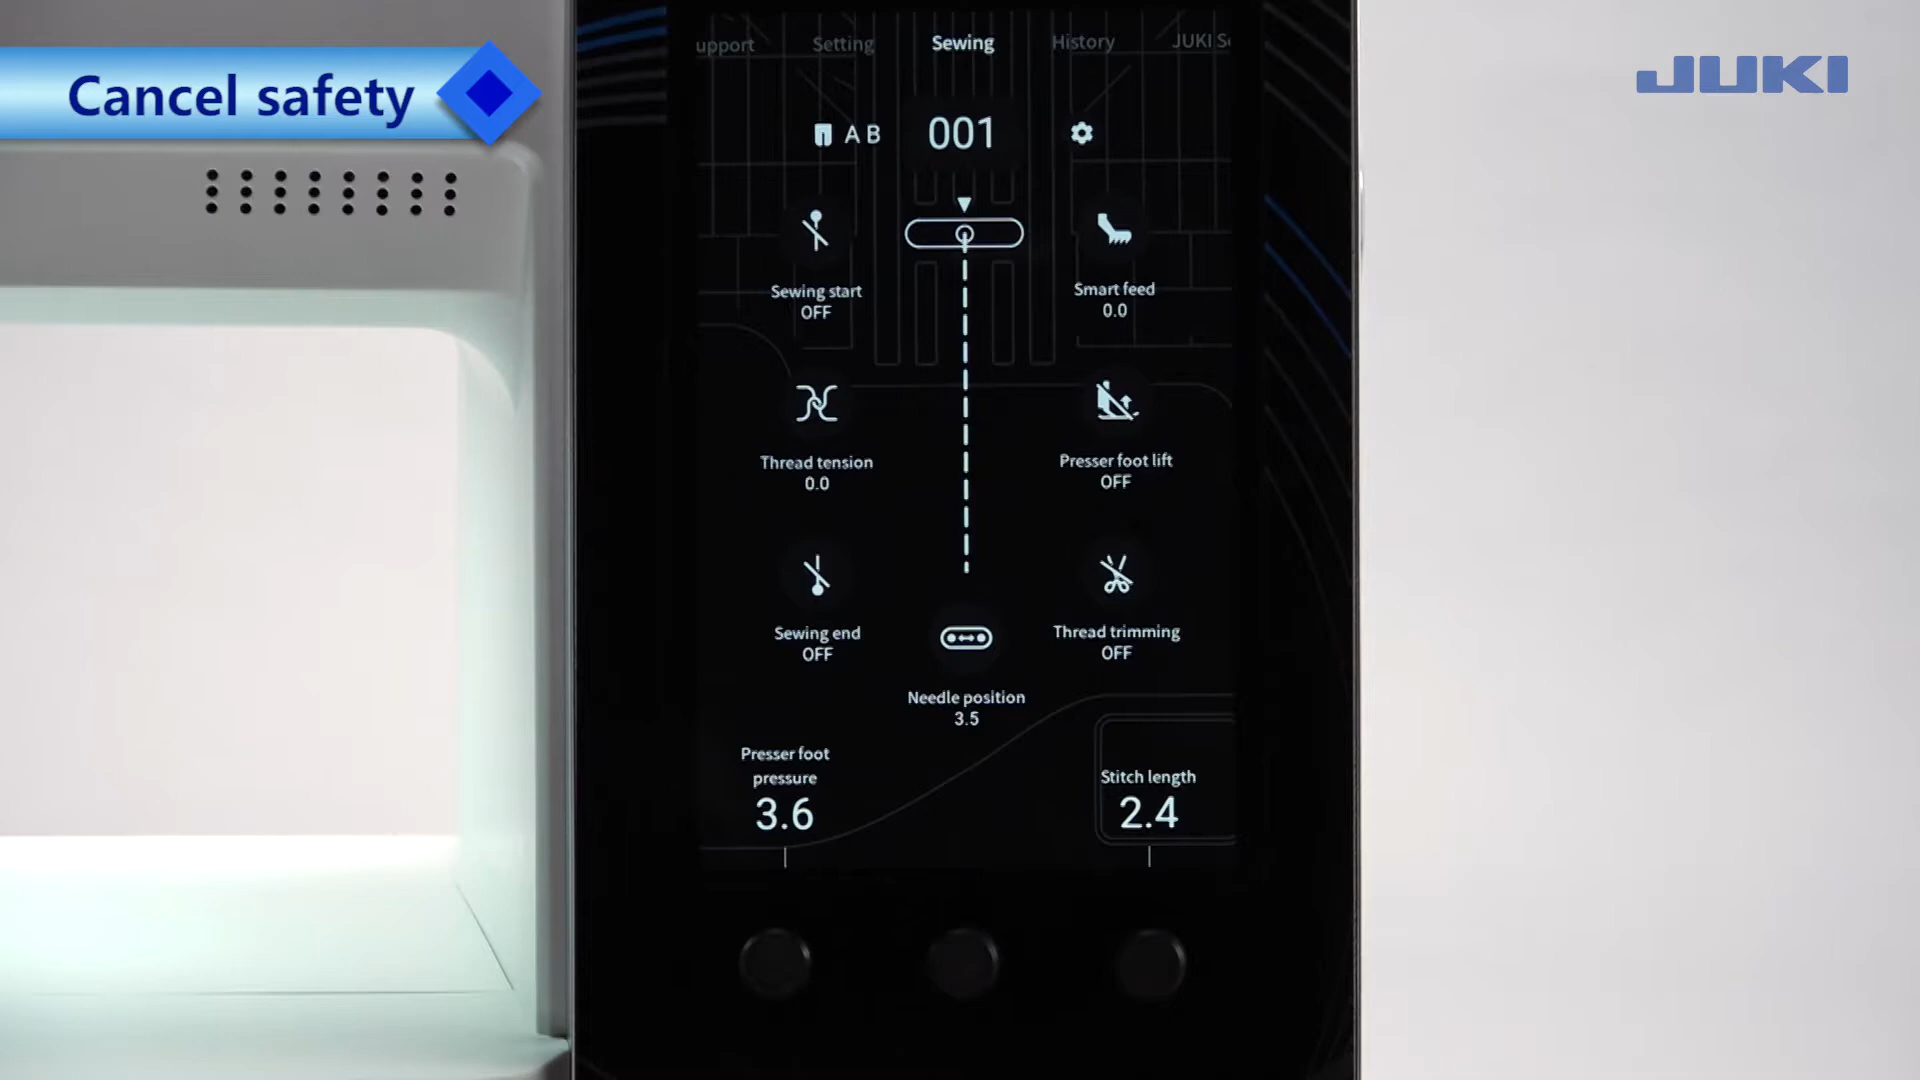 Cancel safety
JUKI
upport Setting Sewing History JUKI S
A B 001
Sewing start
OFF
Smart feed
0.0
Thread tension
0.0
Presser foot lift
OFF
Sewing end
OFF
Thread trimming
OFF
Needle position
3.5
Presser foot
pressure
3.6
Stitch length
2.4